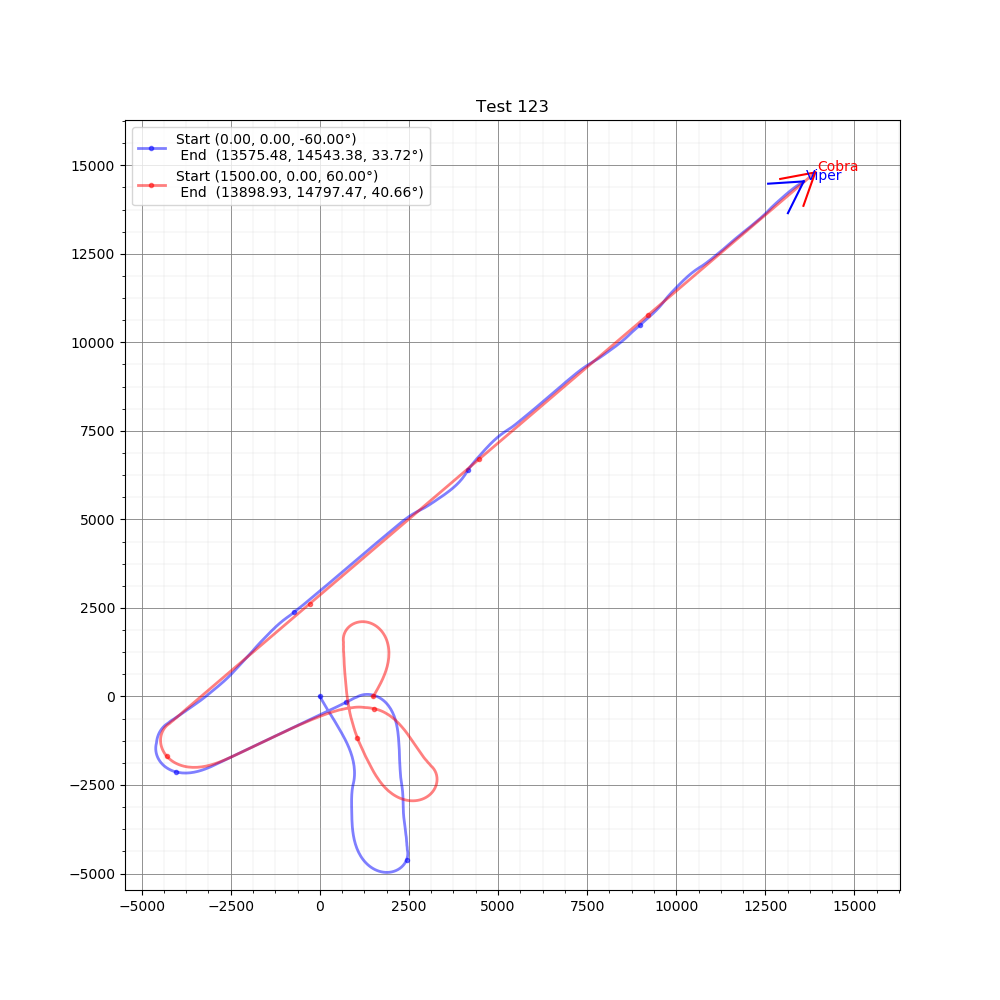 Test 123
Start (0.00, 0.00, -60.00°)
End (13575.48, 14543.38, 33.72°)
Start (1500.00, 0.00, 60.00°)
End (13898.93, 14797.47, 40.66°)
Cobra
Viper
15000
12500
10000
7500
5000
2500
0
−2500
−5000
−5000 −2500 0 2500 5000 7500 10000 12500 15000